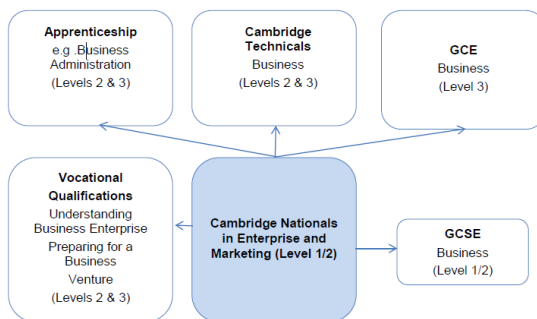 Apprenticeship
e.g .Business
Administration
(Levels 2 & 3)
Cambridge
Technicals
Business
(Levels 2 & 3)
GCE
Business
(Level 3)
Vocational
Qualifications
Understanding
Business Enterprise
Preparing for a
Business
Venture
(Levels 2 & 3)
Cambridge Nationals
in Enterprise and
Marketing (Level 1/2)
GCSE
Business
(Level 1/2)